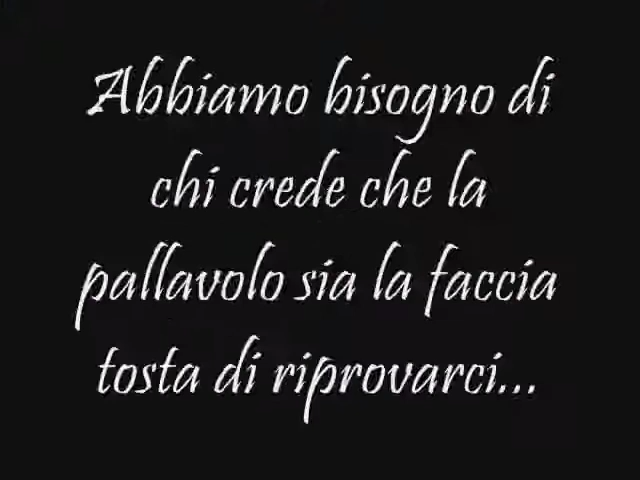 Abbiamo bisogno di
chi crede che la
pallavolo sia la faccia
tosta di riprovarci...